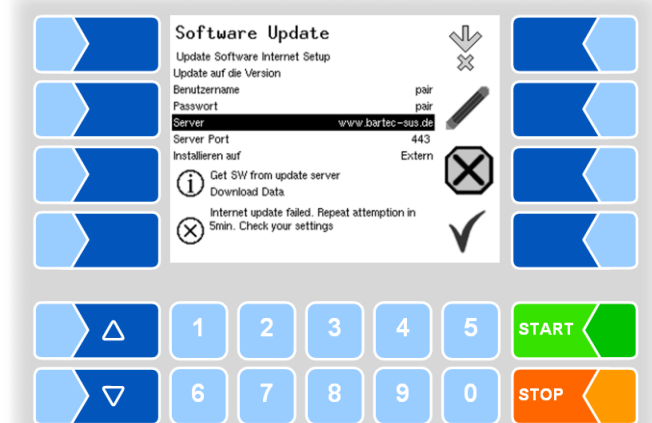 Software Update
Update Software Internet Setup
Update auf die Version
Benutzername pair
Passwort pair
Server www.bartec-sus.de
Server Port 443
Installieren auf Extern
Get SW from update server
Download Data
Internet update failed. Repeat attemption in
5min. Check your settings
1 2 3 4 5 START
6 7 8 9 0 STOP